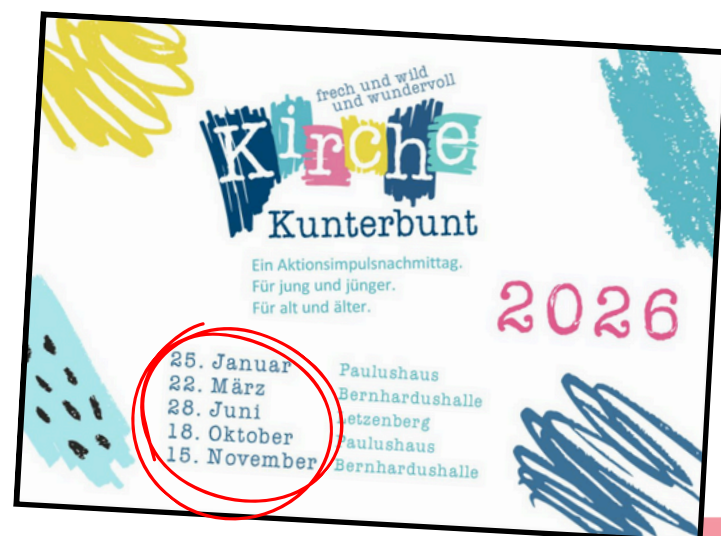 frech und wild
und wundervoll
Kirche
Kunterbunt
Ein Aktionsimpulsnachmittag.
Für jung und jünger.
Für alt und älter.
2026
25. Januar Paulushaus
22. März Bernhardushalle
28. Juni Letzenberg
18. Oktober Paulushaus
15. November Bernhardushalle